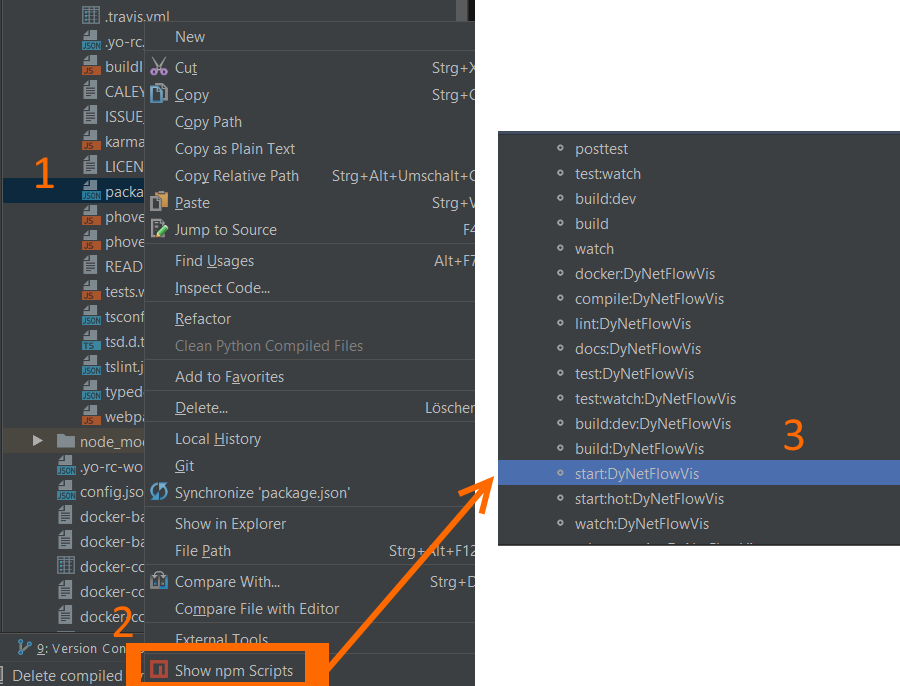 .travis.yml
.yo-rc.
New
buildI
Cut Strg+X
CALEY
Copy Strg+C
ISSUE_
Copy Path
karma
Copy as Plain Text
LICEN
1
Copy Relative Path Strg+Alt+Umschalt+C
packa
Paste Strg+V
phove
Jump to Source F4
phove
READ
Find Usages Alt+F7
tests.w
Inspect Code...
tsconf
Refactor
tsd.d.t
Clean Python Compiled Files
tslint.j
Add to Favorites
typed
Delete... Löschen
webpa
Local History
node_mod
Git
.yo-rc-wo
Synchronize 'package.json'
config.jso
docker-ba
Show in Explorer
docker-ba
File Path Strg+Alt+F12
docker-co
Compare With... Strg+D
docker-co
Compare File with Editor
docker-co
2
External Tools
9: Version Con
Show npm Scripts
Delete compiled
posttest
test:watch
build:dev
build
watch
docker:DyNetFlowVis
compile:DyNetFlowVis
lint:DyNetFlowVis
docs:DyNetFlowVis
test:DyNetFlowVis
test:watch:DyNetFlowVis
build:dev:DyNetFlowVis
3
build:DyNetFlowVis
start:DyNetFlowVis
start:hot:DyNetFlowVis
watch:DyNetFlowVis